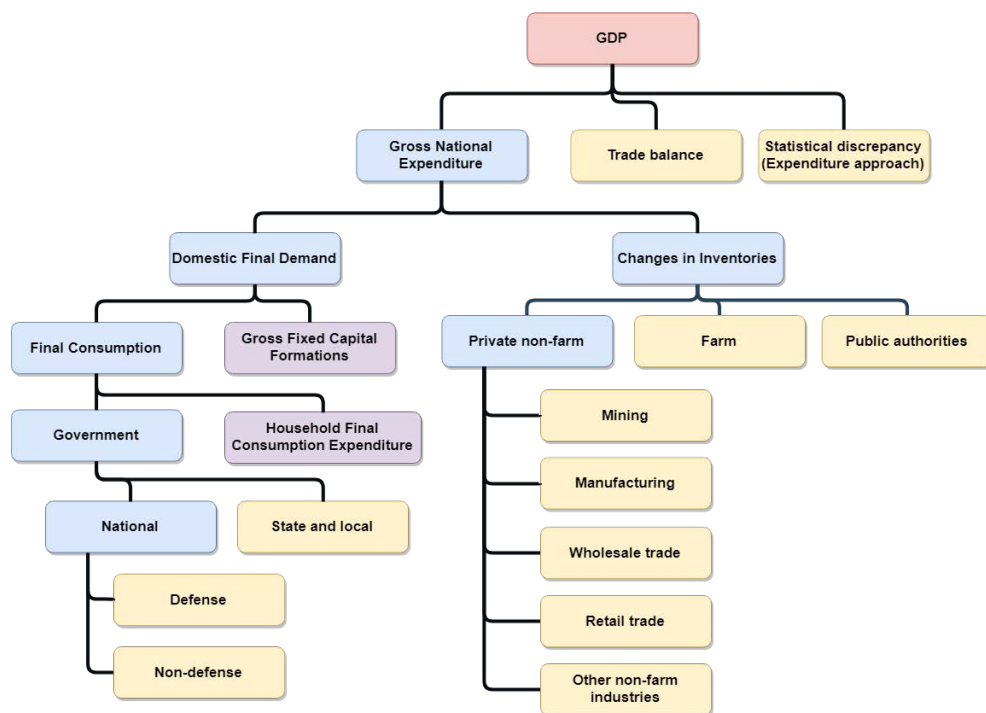 GDP
Gross National
Expenditure
Trade balance
Statistical discrepancy
(Expenditure approach)
Domestic Final Demand
Changes in Inventories
Final Consumption
Gross Fixed Capital
Formations
Private non-farm
Farm
Public authorities
Government
Household Final
Consumption Expenditure
Mining
Manufacturing
National
State and local
Wholesale trade
Defense
Retail trade
Non-defense
Other non-farm
industries